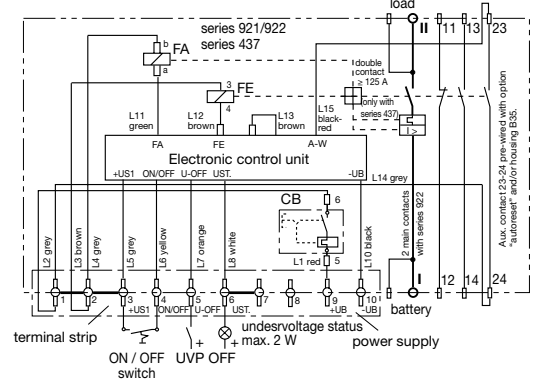 load
series 921/922
series 437
b
FA
a
II
11
13
23
double
contact
≥ 125 A
3
FE
4
(only with
series 437)
I >
L11
green
L12
brown
L13
brown
L15
black-
red
FA
FE
A-W
Electronic control unit
+US1
ON/OFF
U-OFF
UST.
-UB
L14 grey
CB
6
5
L1 red
L2 grey
L3 brown
L4 grey
L5 grey
L6 yellow
L7 orange
L8 white
L10 black
2 main contacts
with series 922
Aux. contact 23-24 pre-wired with option
"autoreset" and/or housing B35.
I
12
14
24
battery
1
2
3
4
5
6
7
8
9
10
+US1
ON/OFF
U-OFF
UST.
+UB
-UB
terminal strip
ON / OFF
switch
+
UVP OFF
+
undesrvoltage status
max. 2 W
power supply